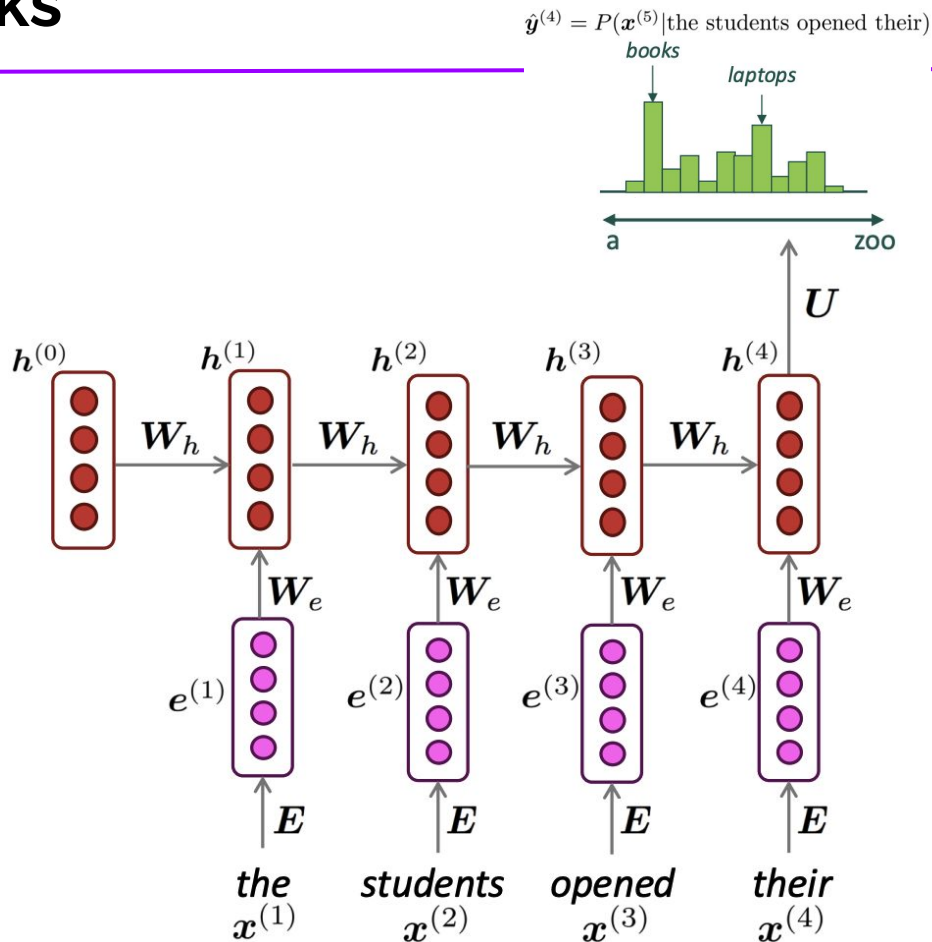 ks
ŷ⁽⁴⁾ = P(x⁽⁵⁾|the students opened their)
books
laptops
a zoo
U
h⁽⁰⁾ h⁽¹⁾ h⁽²⁾ h⁽³⁾ h⁽⁴⁾
Wₕ Wₕ Wₕ Wₕ
Wₑ Wₑ Wₑ Wₑ
e⁽¹⁾ e⁽²⁾ e⁽³⁾ e⁽⁴⁾
E E E E
the students opened their
x⁽¹⁾ x⁽²⁾ x⁽³⁾ x⁽⁴⁾